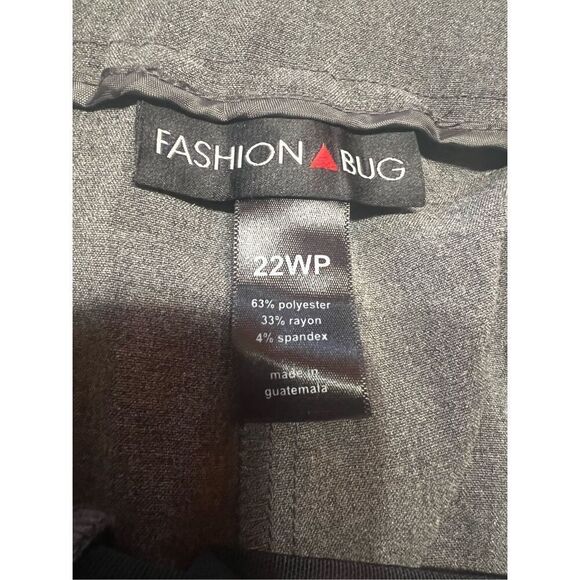 FASHION BUG
22WP
63% polyester
33% rayon
4% spandex
made in
guatemala